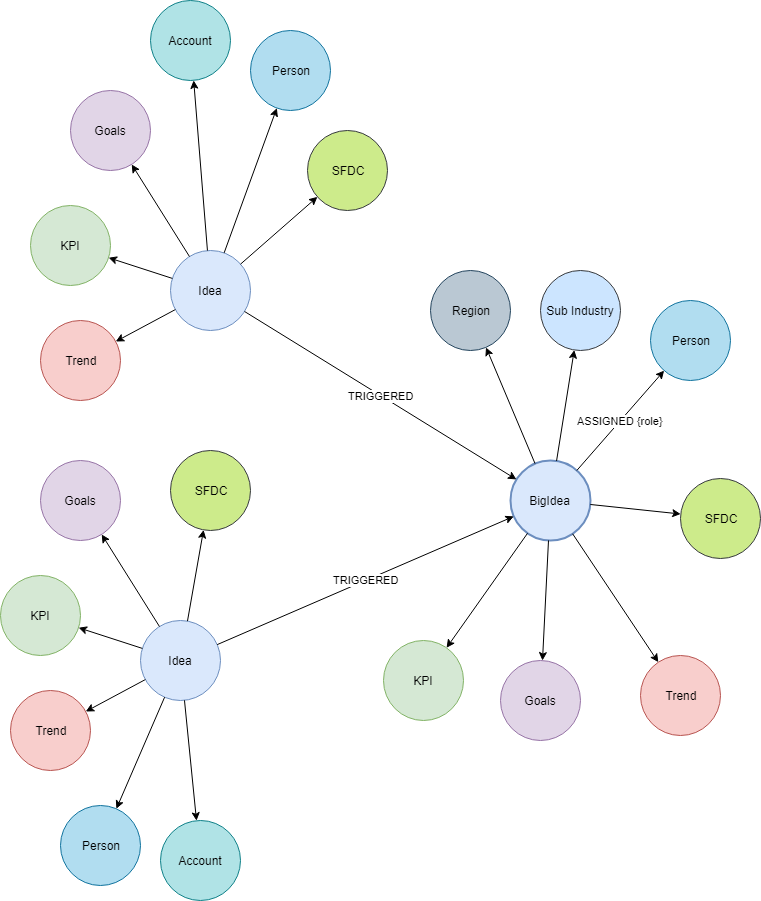 Account
Person
Goals
SFDC
KPI
Idea
Trend
Region
Sub Industry
Person
TRIGGERED
ASSIGNED {role}
Goals
SFDC
BigIdea
SFDC
TRIGGERED
KPI
Idea
KPI
Goals
Trend
Trend
Person
Account